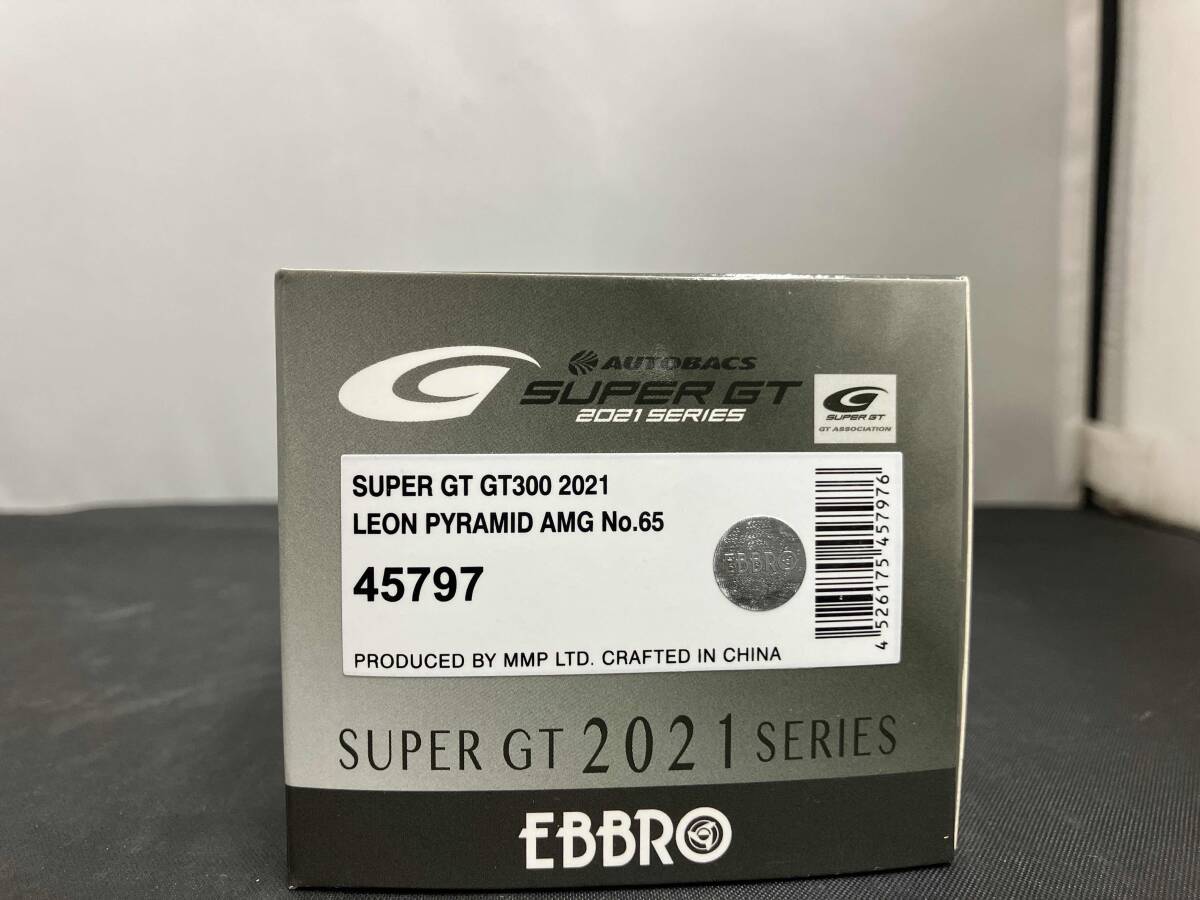 AUTOBACS
SUPER GT
2021 SERIES
SUPER GT
GT ASSOCIATION
SUPER GT GT300 2021
LEON PYRAMID AMG No.65
45797
EBBRO
4 526175 457976
PRODUCED BY MMP LTD. CRAFTED IN CHINA
SUPER GT 2021 SERIES
EBBRO